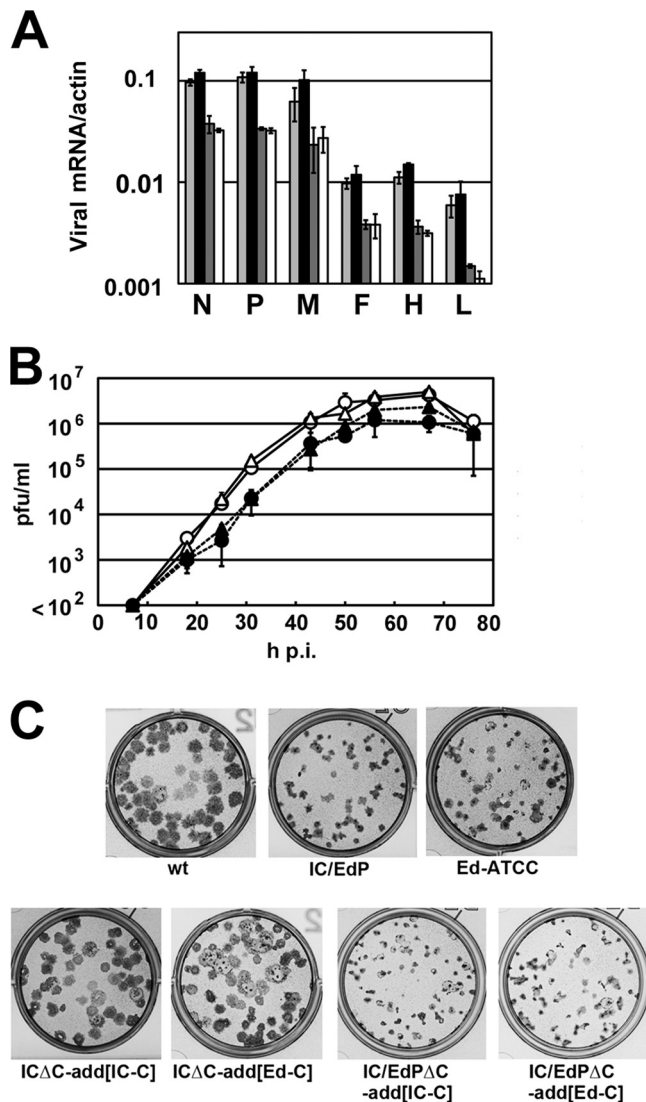 A
Viral mRNA/actin
0.1
0.01
0.001
N P M F H L
B
pfu/ml
10⁷
10⁶
10⁵
10⁴
10³
<10²
0 10 20 30 40 50 60 70 80
h p.i.
C
2
wt IC/EdP Ed-ATCC
2
ICΔC-add[IC-C] ICΔC-add[Ed-C] IC/EdPΔC IC/EdPΔC
-add[IC-C] -add[Ed-C]